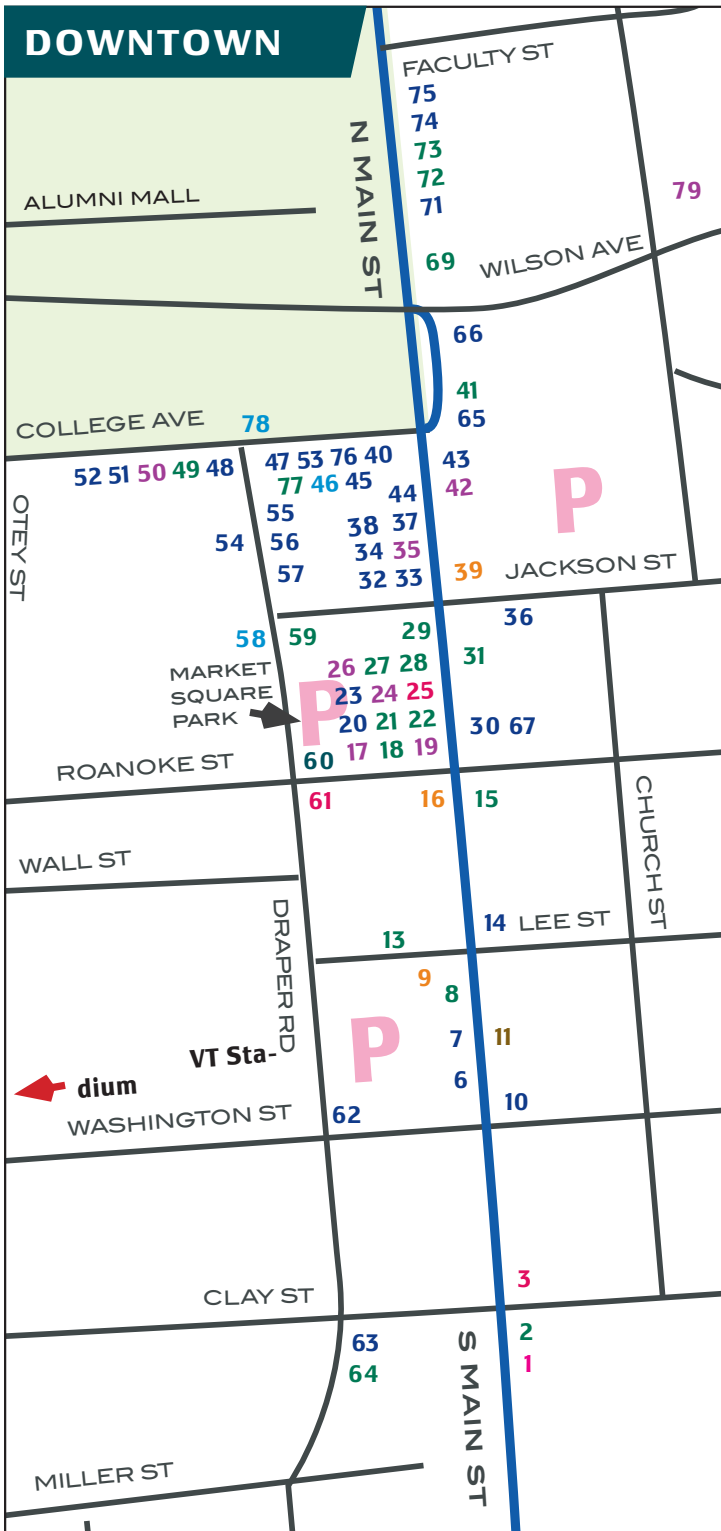 DOWNTOWN
FACULTY ST
75
74
73
72
71
N MAIN ST
ALUMNI MALL
79
69
WILSON AVE
66
41
65
COLLEGE AVE
78
52 51 50 49 48
47 53 76 40
43
77 46 45
42
44
P
OTEY ST
55
38 37
54
56
34 35
57
32 33
39
JACKSON ST
36
58
59
29
31
MARKET
SQUARE
PARK
26 27 28
P
23 24 25
20 21 22
30 67
17 18 19
60
ROANOKE ST
61
16
15
CHURCH ST
WALL ST
DRAPER RD
14
LEE ST
13
9
8
P
7
11
VT Sta-
dium
6
10
WASHINGTON ST
62
3
CLAY ST
63
2
64
1
S MAIN ST
MILLER ST